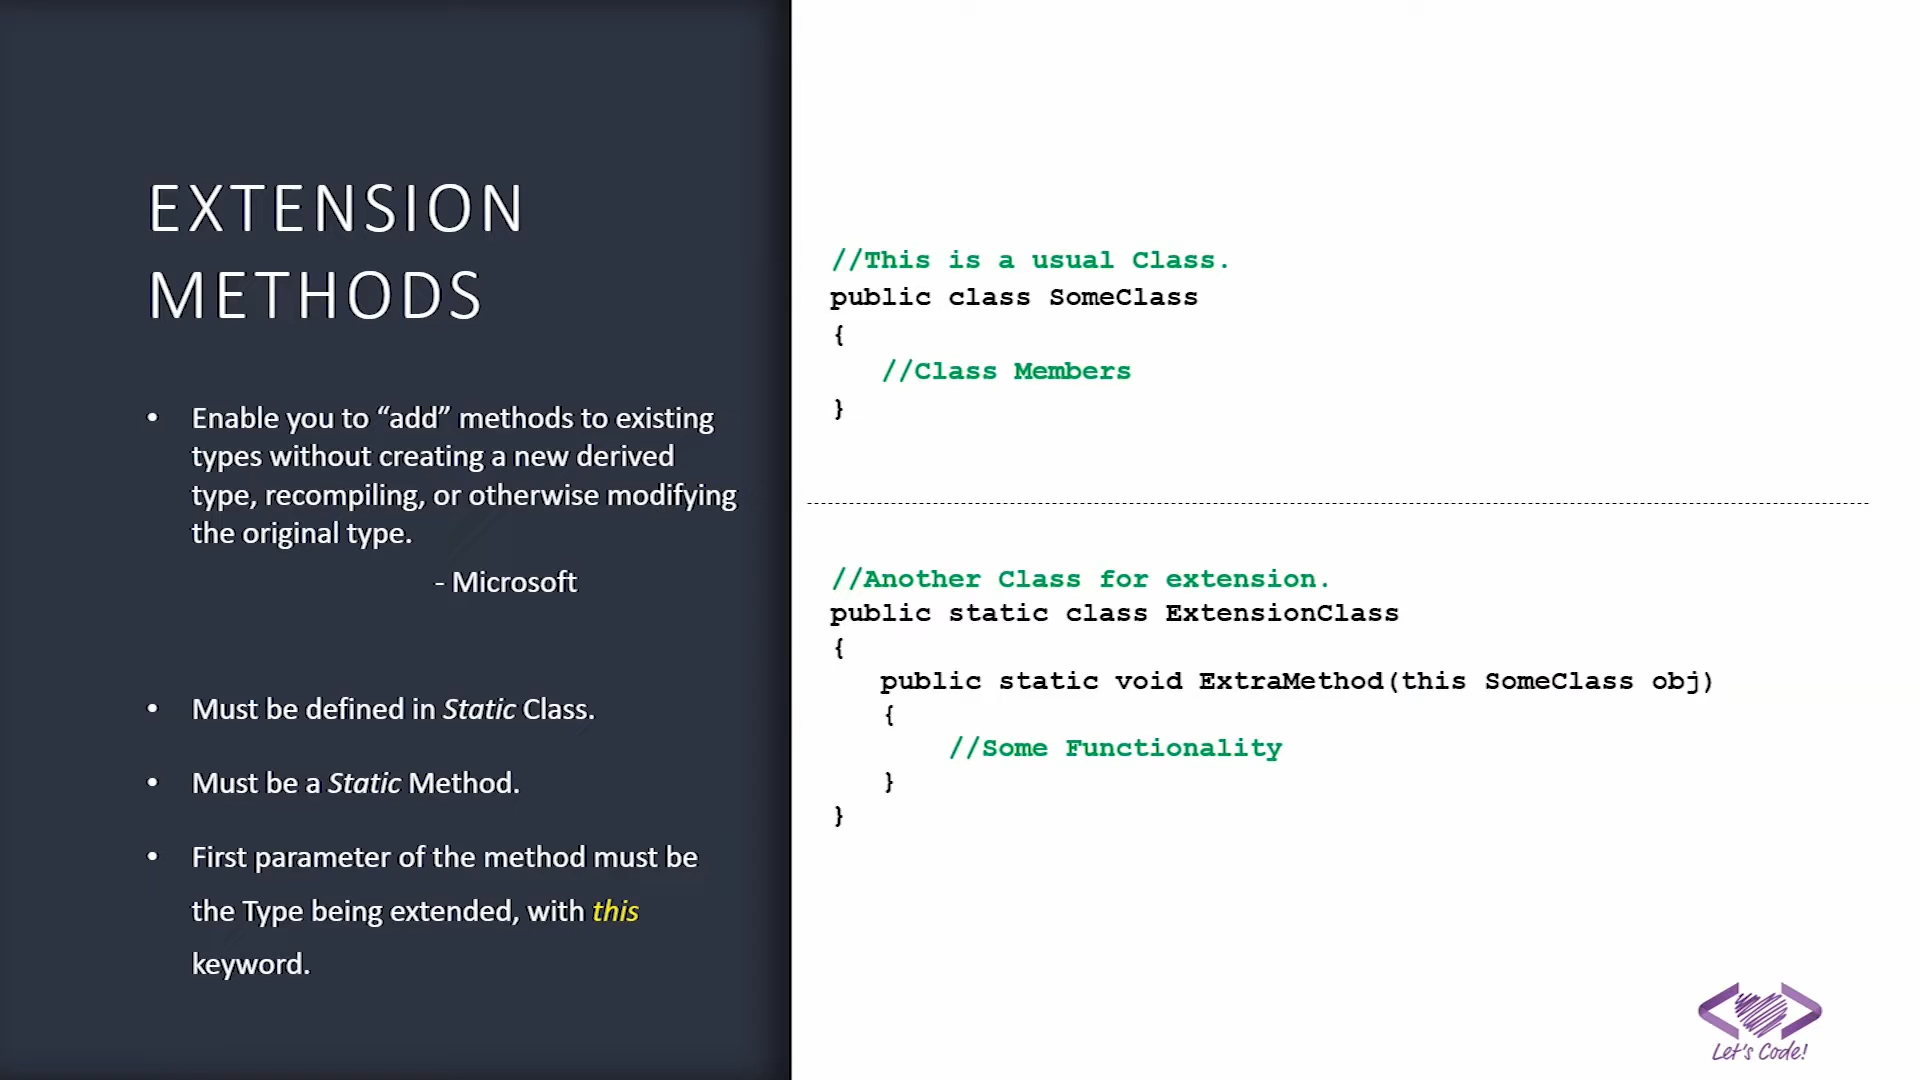 EXTENSION
METHODS
• Enable you to “add” methods to existing
types without creating a new derived
type, recompiling, or otherwise modifying
the original type.
- Microsoft
• Must be defined in Static Class.
• Must be a Static Method.
• First parameter of the method must be
the Type being extended, with this
keyword.
//This is a usual Class.
public class SomeClass
{
//Class Members
}
//Another Class for extension.
public static class ExtensionClass
{
public static void ExtraMethod(this SomeClass obj)
{
//Some Functionality
}
}
Let's Code!